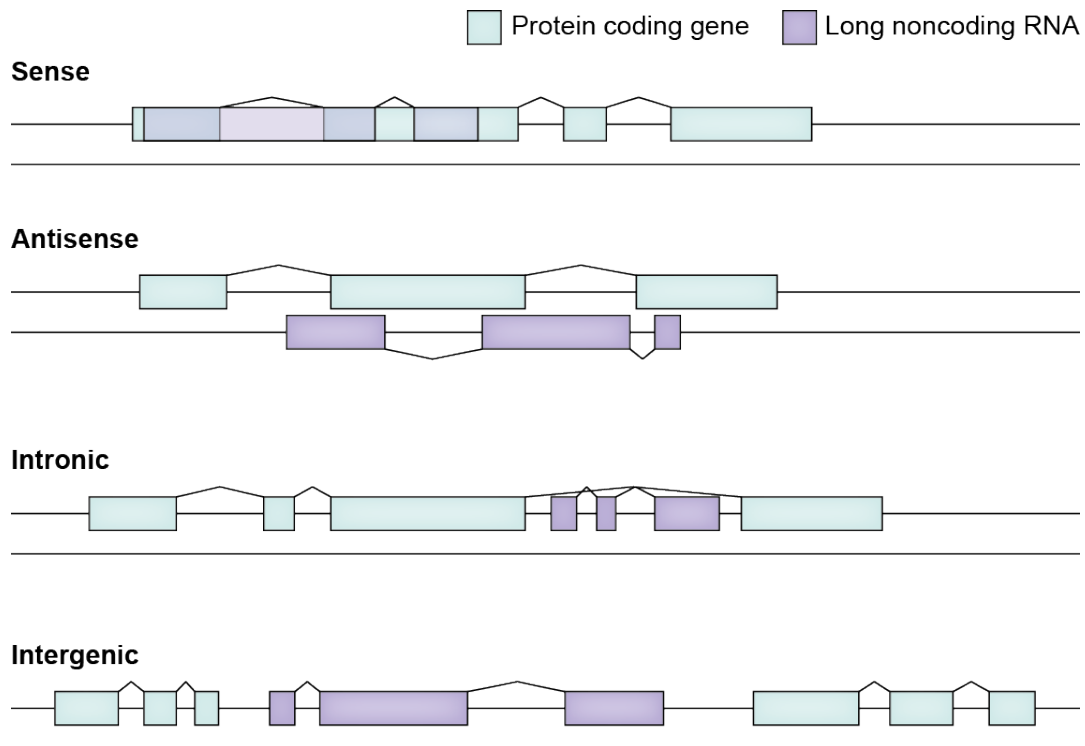 Protein coding gene Long noncoding RNA
Sense
Antisense
Intronic
Intergenic